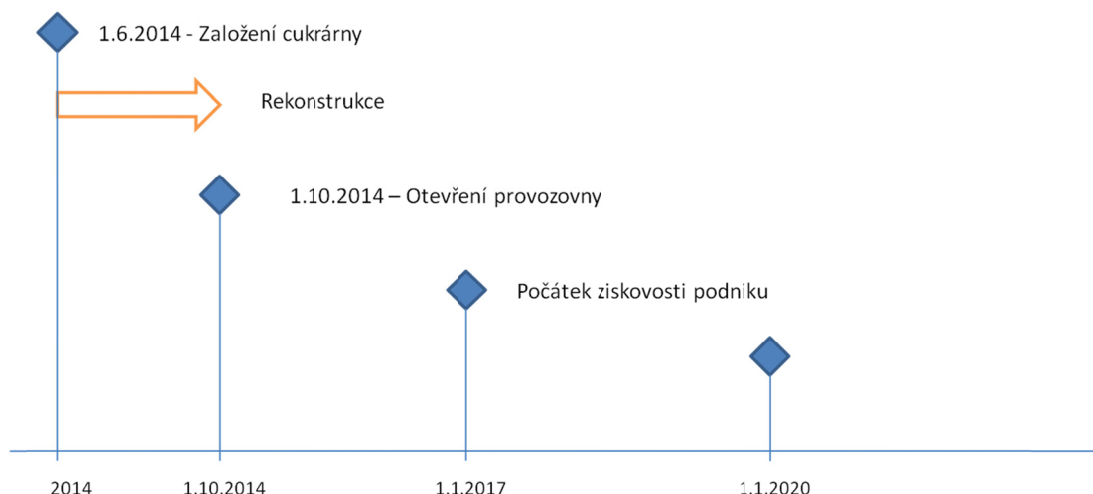 1.6.2014 - Založení cukrárny
Rekonstrukce
1.10.2014 – Otevření provozovny
Počátek ziskovosti podniku
2014
1.10.2014
1.1.2017
1.1.2020